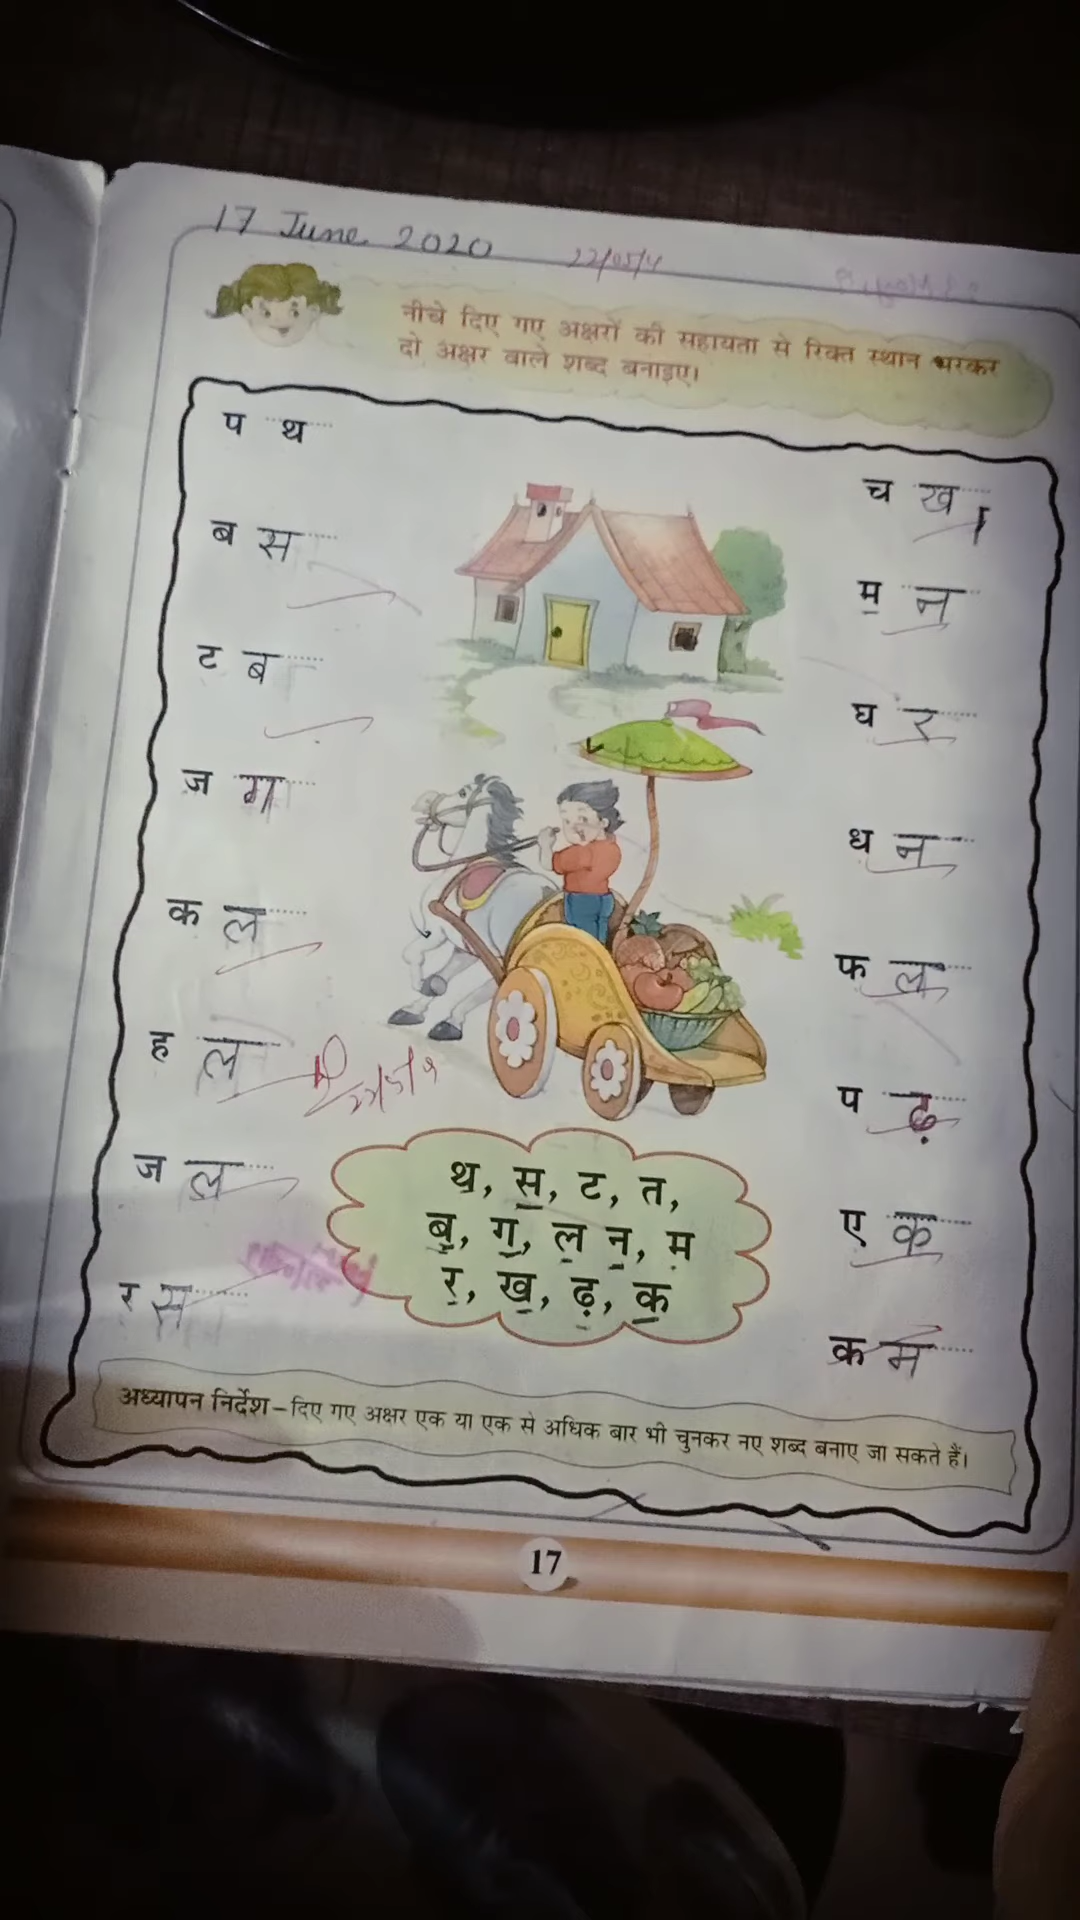 17 June 2020
नीचे दिए गए अक्षरों की सहायता से रिक्त स्थान भरकर
दो अक्षर वाले शब्द बनाइए।
प थ
ब स
ट ब
ज ग
क ल
ह ल
ज ल
र स
च ख
म न
घ र
ध न
फ ल
प ढ़
ए क
क म
थ, स, ट, त,
ब, ग, ल न, म
र, ख, ढ़, क
अध्यापन निर्देश–दिए गए अक्षर एक या एक से अधिक बार भी चुनकर नए शब्द बनाए जा सकते हैं।
17